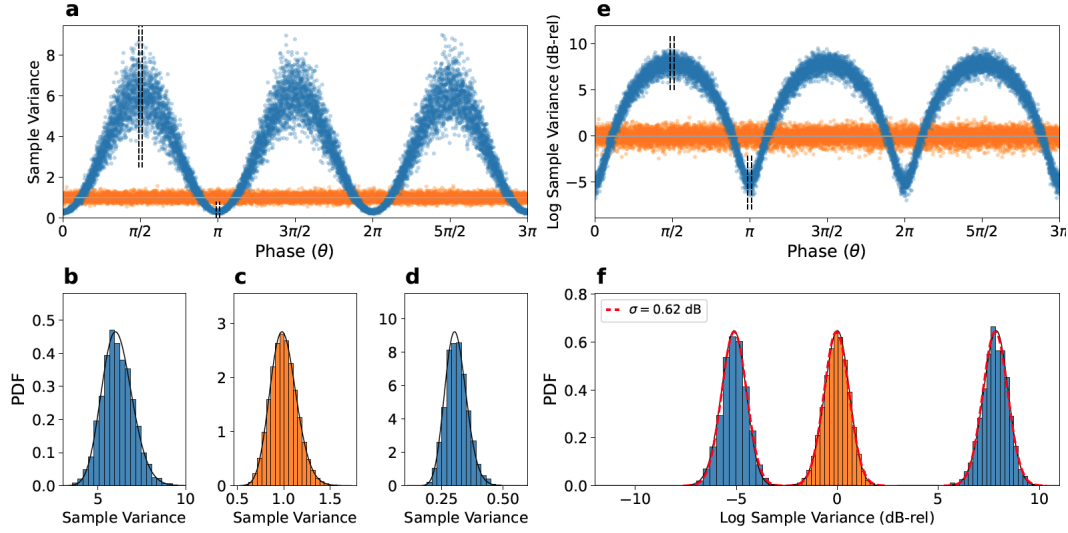 a
Sample Variance
8
6
4
2
0
0 π/2 π 3π/2 2π 5π/2 3π
Phase (θ)
e
Log Sample Variance (dB-rel)
10
5
0
−5
0 π/2 π 3π/2 2π 5π/2 3π
Phase (θ)
b
PDF
0.5
0.4
0.3
0.2
0.1
0.0
5 10
Sample Variance
c
3
2
1
0
0.5 1.0 1.5
Sample Variance
d
10
8
6
4
2
0
0.25 0.50
Sample Variance
f
PDF
0.8
0.6
0.4
0.2
0.0
σ = 0.62 dB
−10 −5 0 5 10
Log Sample Variance (dB-rel)